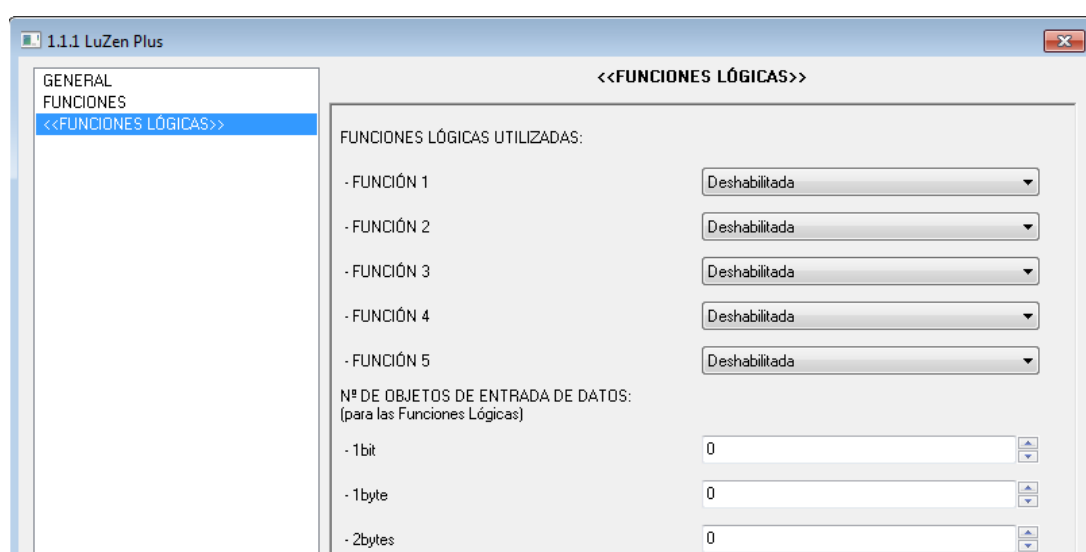 1.1.1 LuZen Plus
GENERAL
FUNCIONES
<<FUNCIONES LÓGICAS>>
<<FUNCIONES LÓGICAS>>
FUNCIONES LÓGICAS UTILIZADAS:
- FUNCIÓN 1 Deshabilitada
- FUNCIÓN 2 Deshabilitada
- FUNCIÓN 3 Deshabilitada
- FUNCIÓN 4 Deshabilitada
- FUNCIÓN 5 Deshabilitada
Nº DE OBJETOS DE ENTRADA DE DATOS:
(para las Funciones Lógicas)
- 1bit 0
- 1byte 0
- 2bytes 0